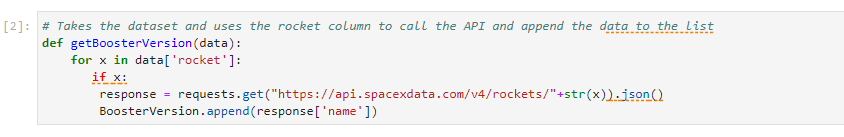 [2]: # Takes the dataset and uses the rocket column to call the API and append the data to the list
def getBoosterVersion(data):
    for x in data['rocket']:
       if x:
        response = requests.get("https://api.spacexdata.com/v4/rockets/"+str(x)).json()
        BoosterVersion.append(response['name'])